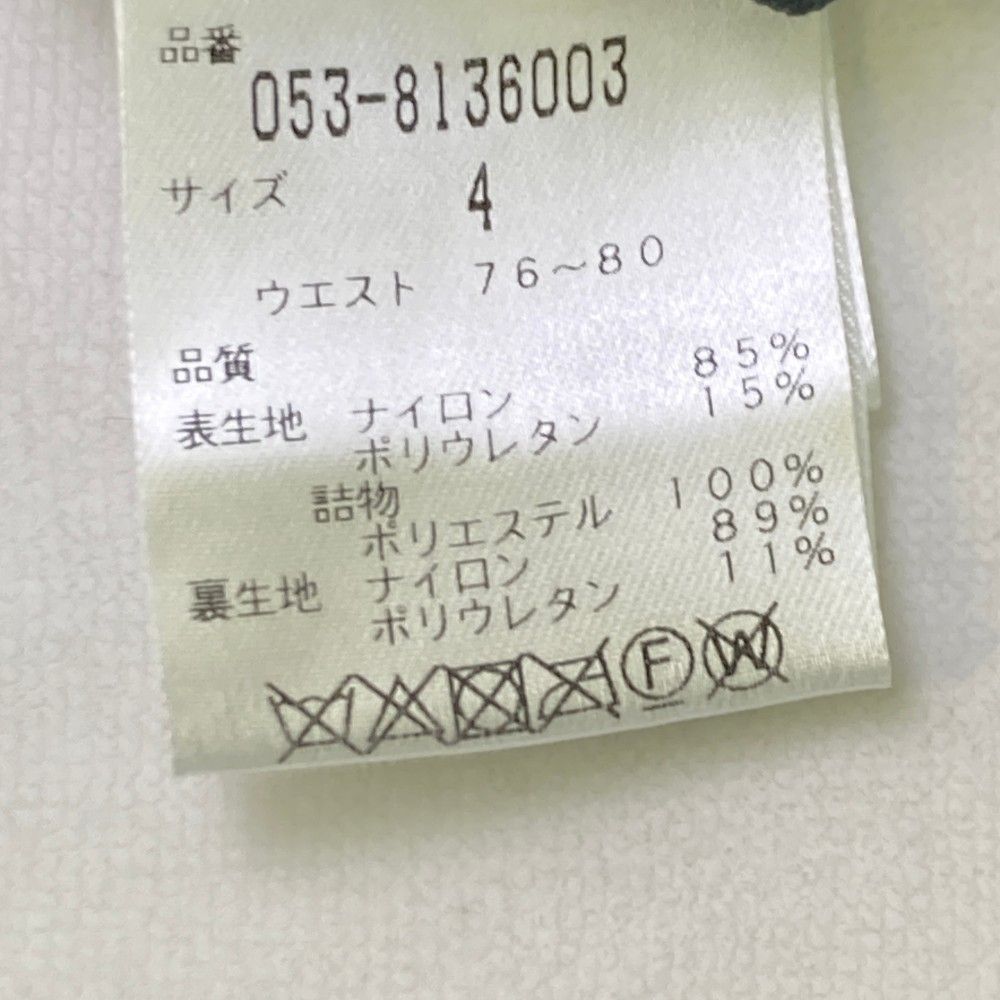 品番
053-8136003
サイズ 4
ウエスト 76～80
品質
表生地 ナイロン 85%
ポリウレタン 15%
詰物
ポリエステル 100%
裏生地 ナイロン 89%
ポリウレタン 11%
F W